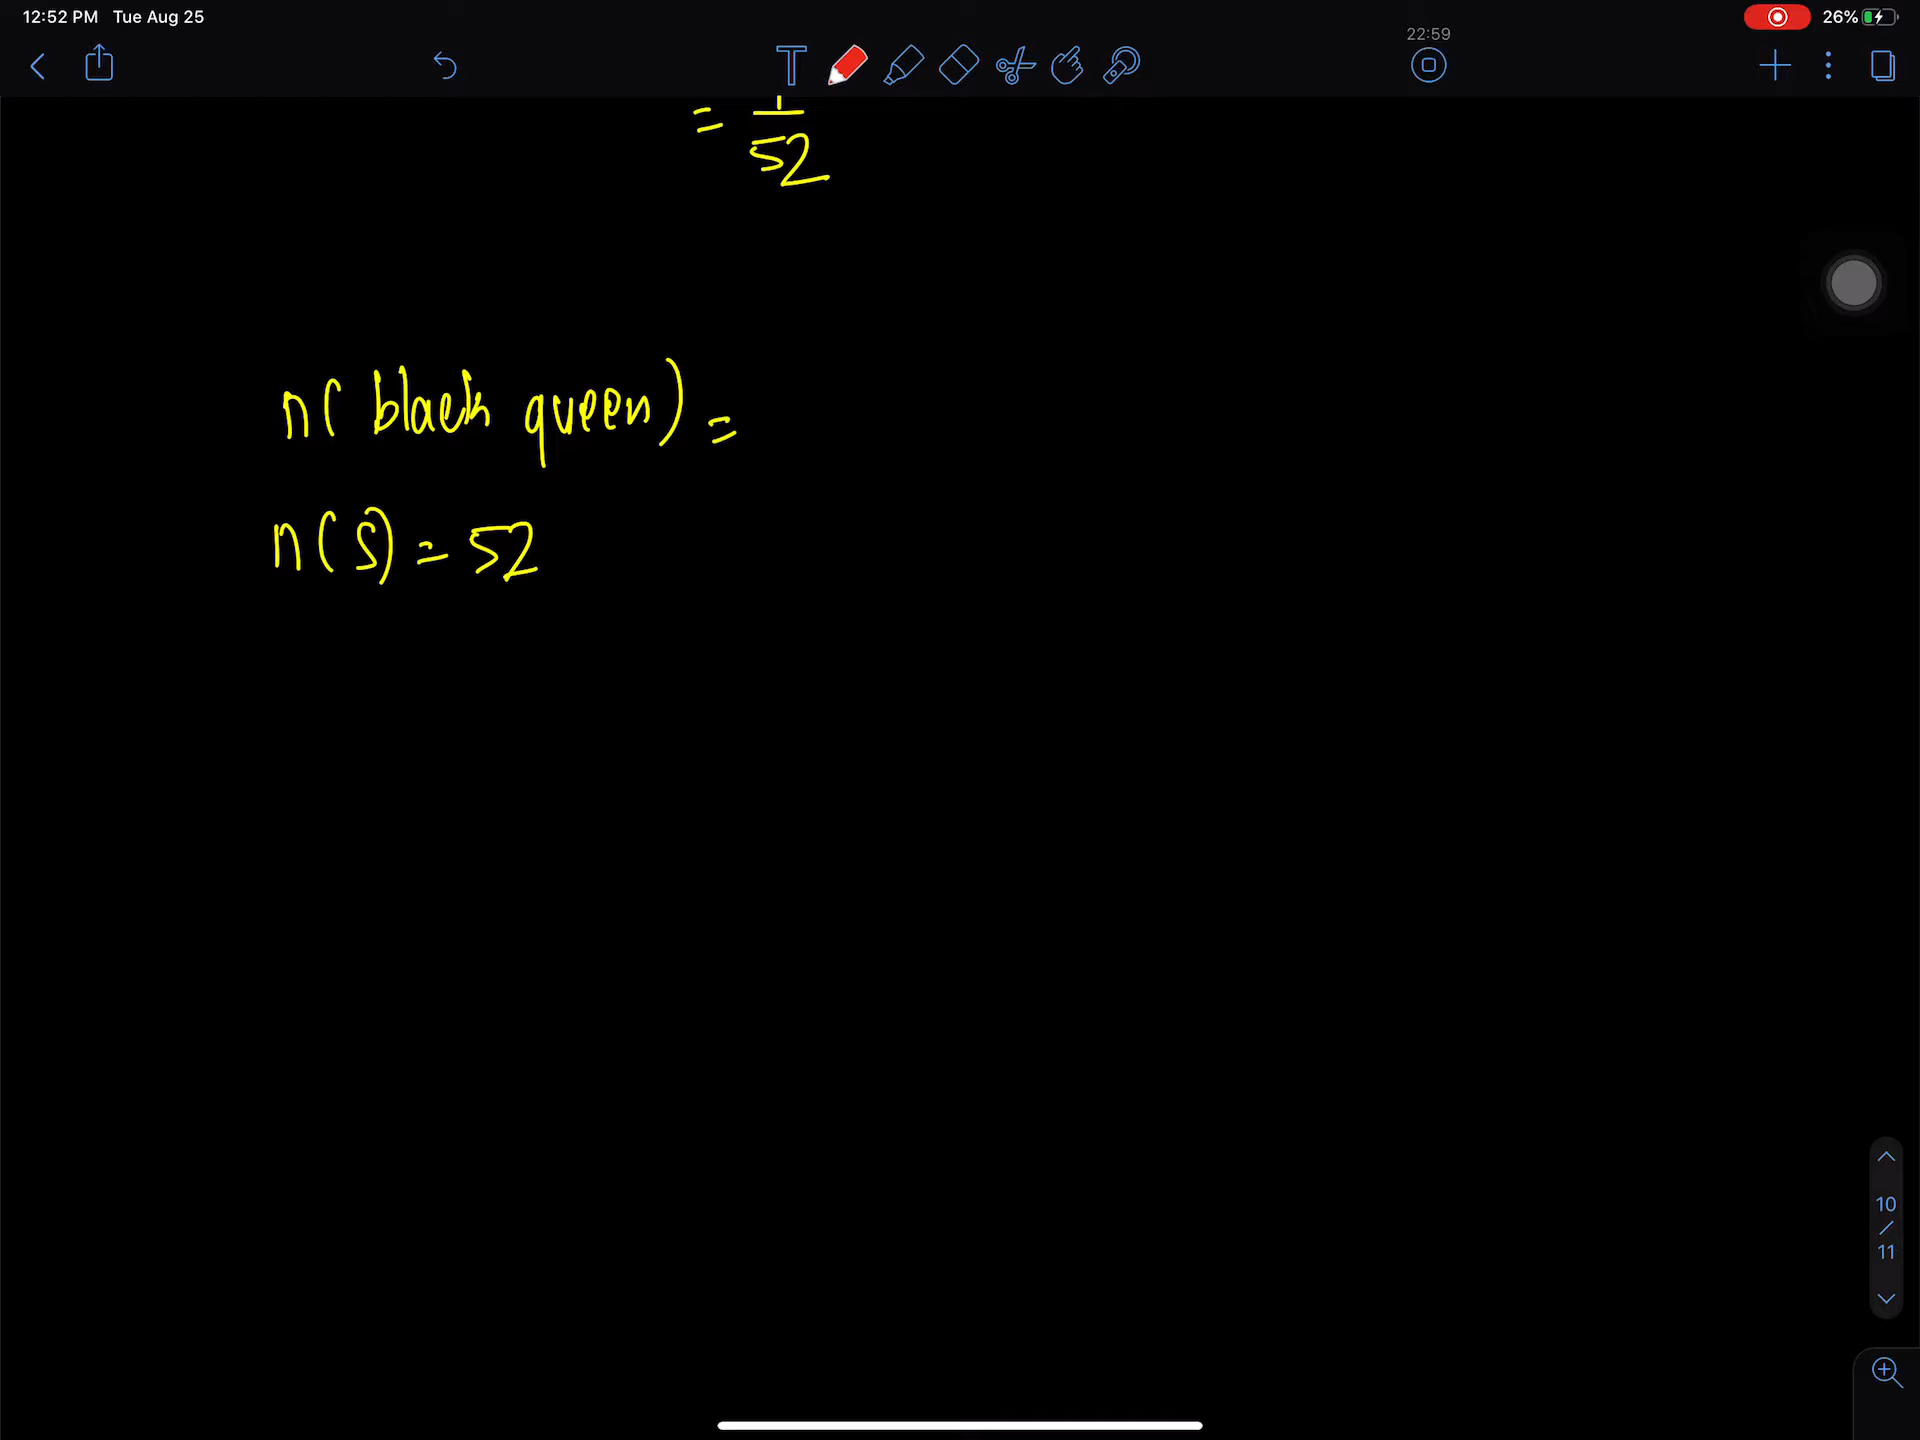 12:52 PM Tue Aug 25
26%
22:59
T
= 1/52
n( black queen) =
n(S) = 52
10
/
11